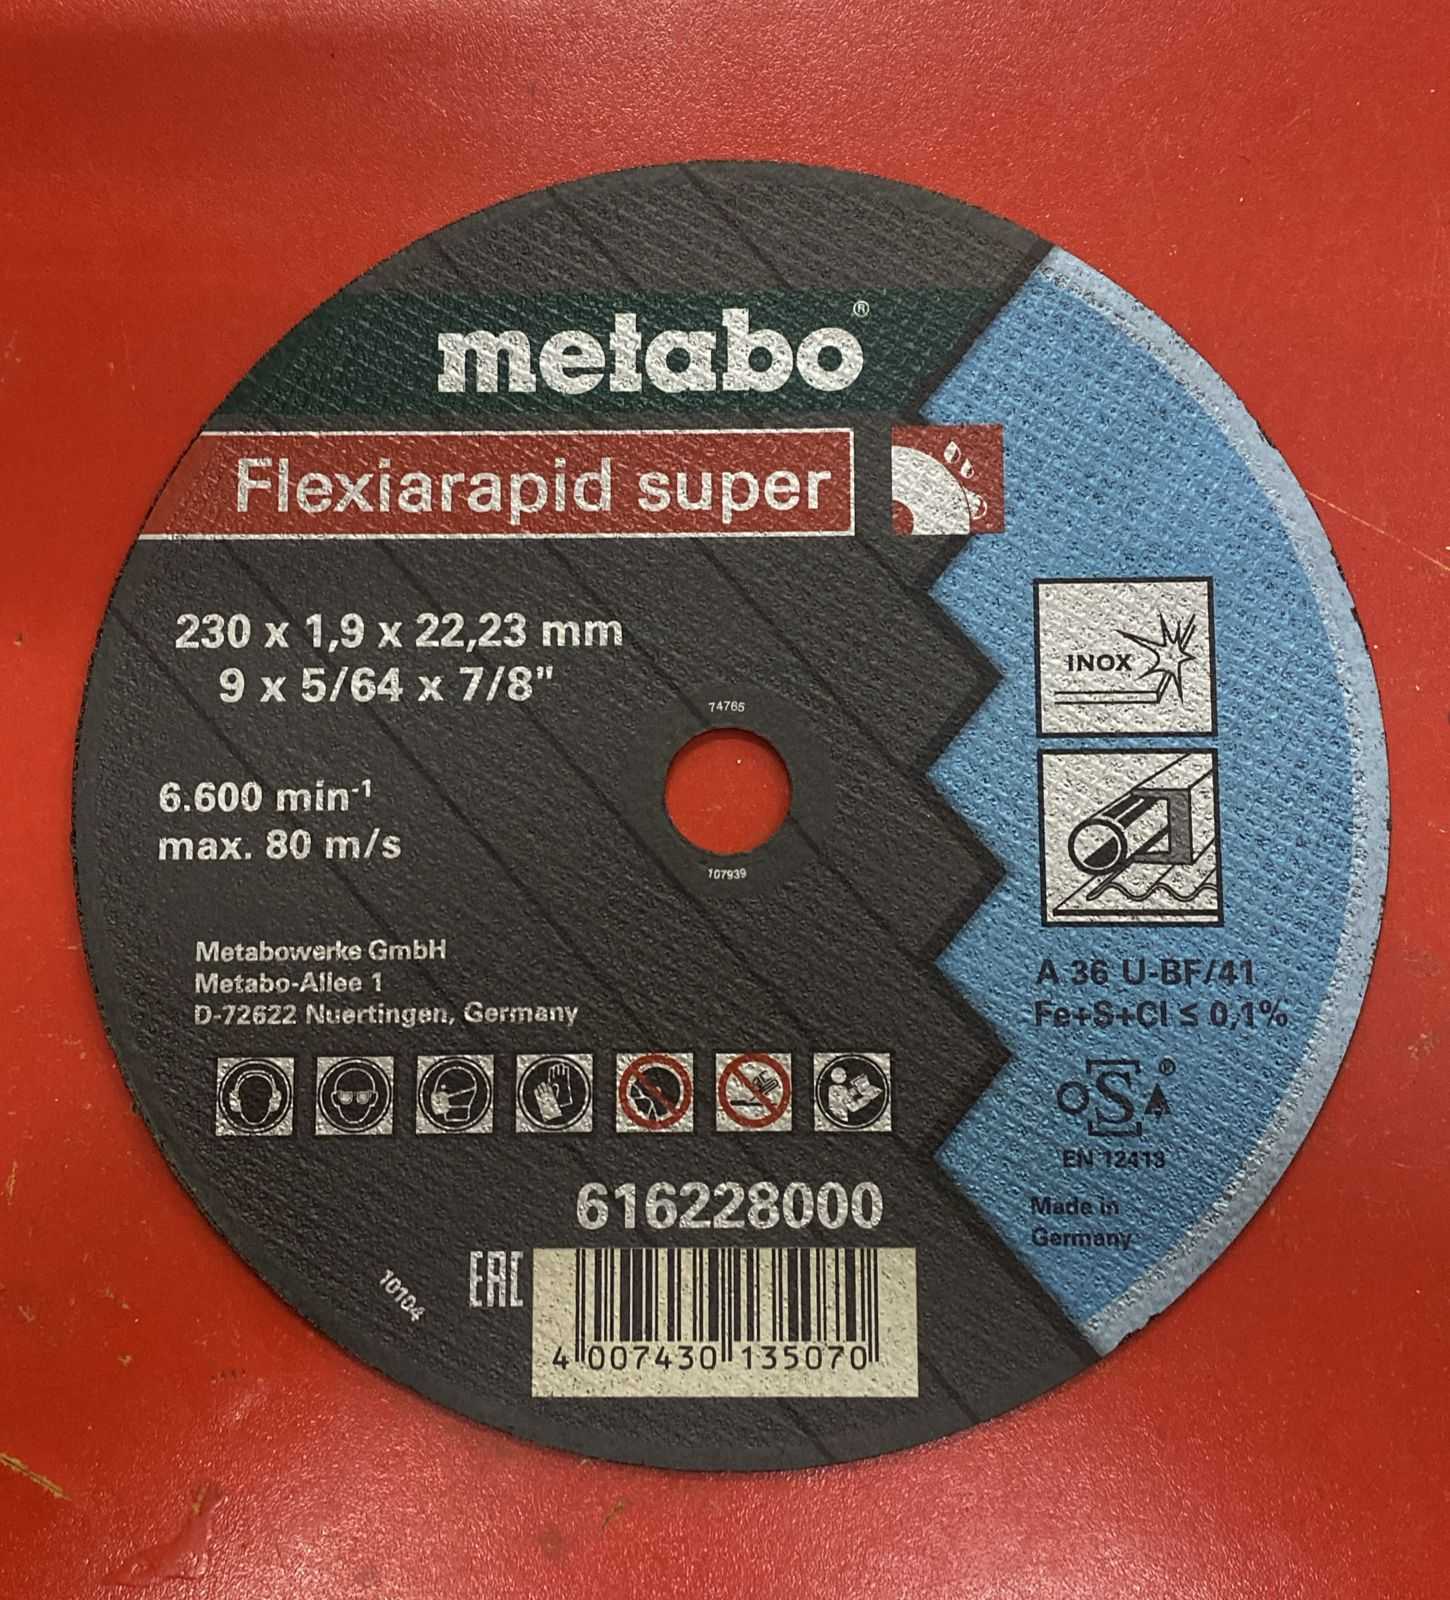 metabo®
Flexiarapid super
230 x 1,9 x 22,23 mm
9 x 5/64 x 7/8"
INOX
74765
6.600 min⁻¹
max. 80 m/s
107939
Metabowerke GmbH
Metabo-Allee 1
D-72622 Nuertingen, Germany
A 36 U-BF/41
Fe+S+Cl ≤ 0,1%
oSa®
EN 12413
616228000
Made in
Germany
EAC
10104
4 007430 135070